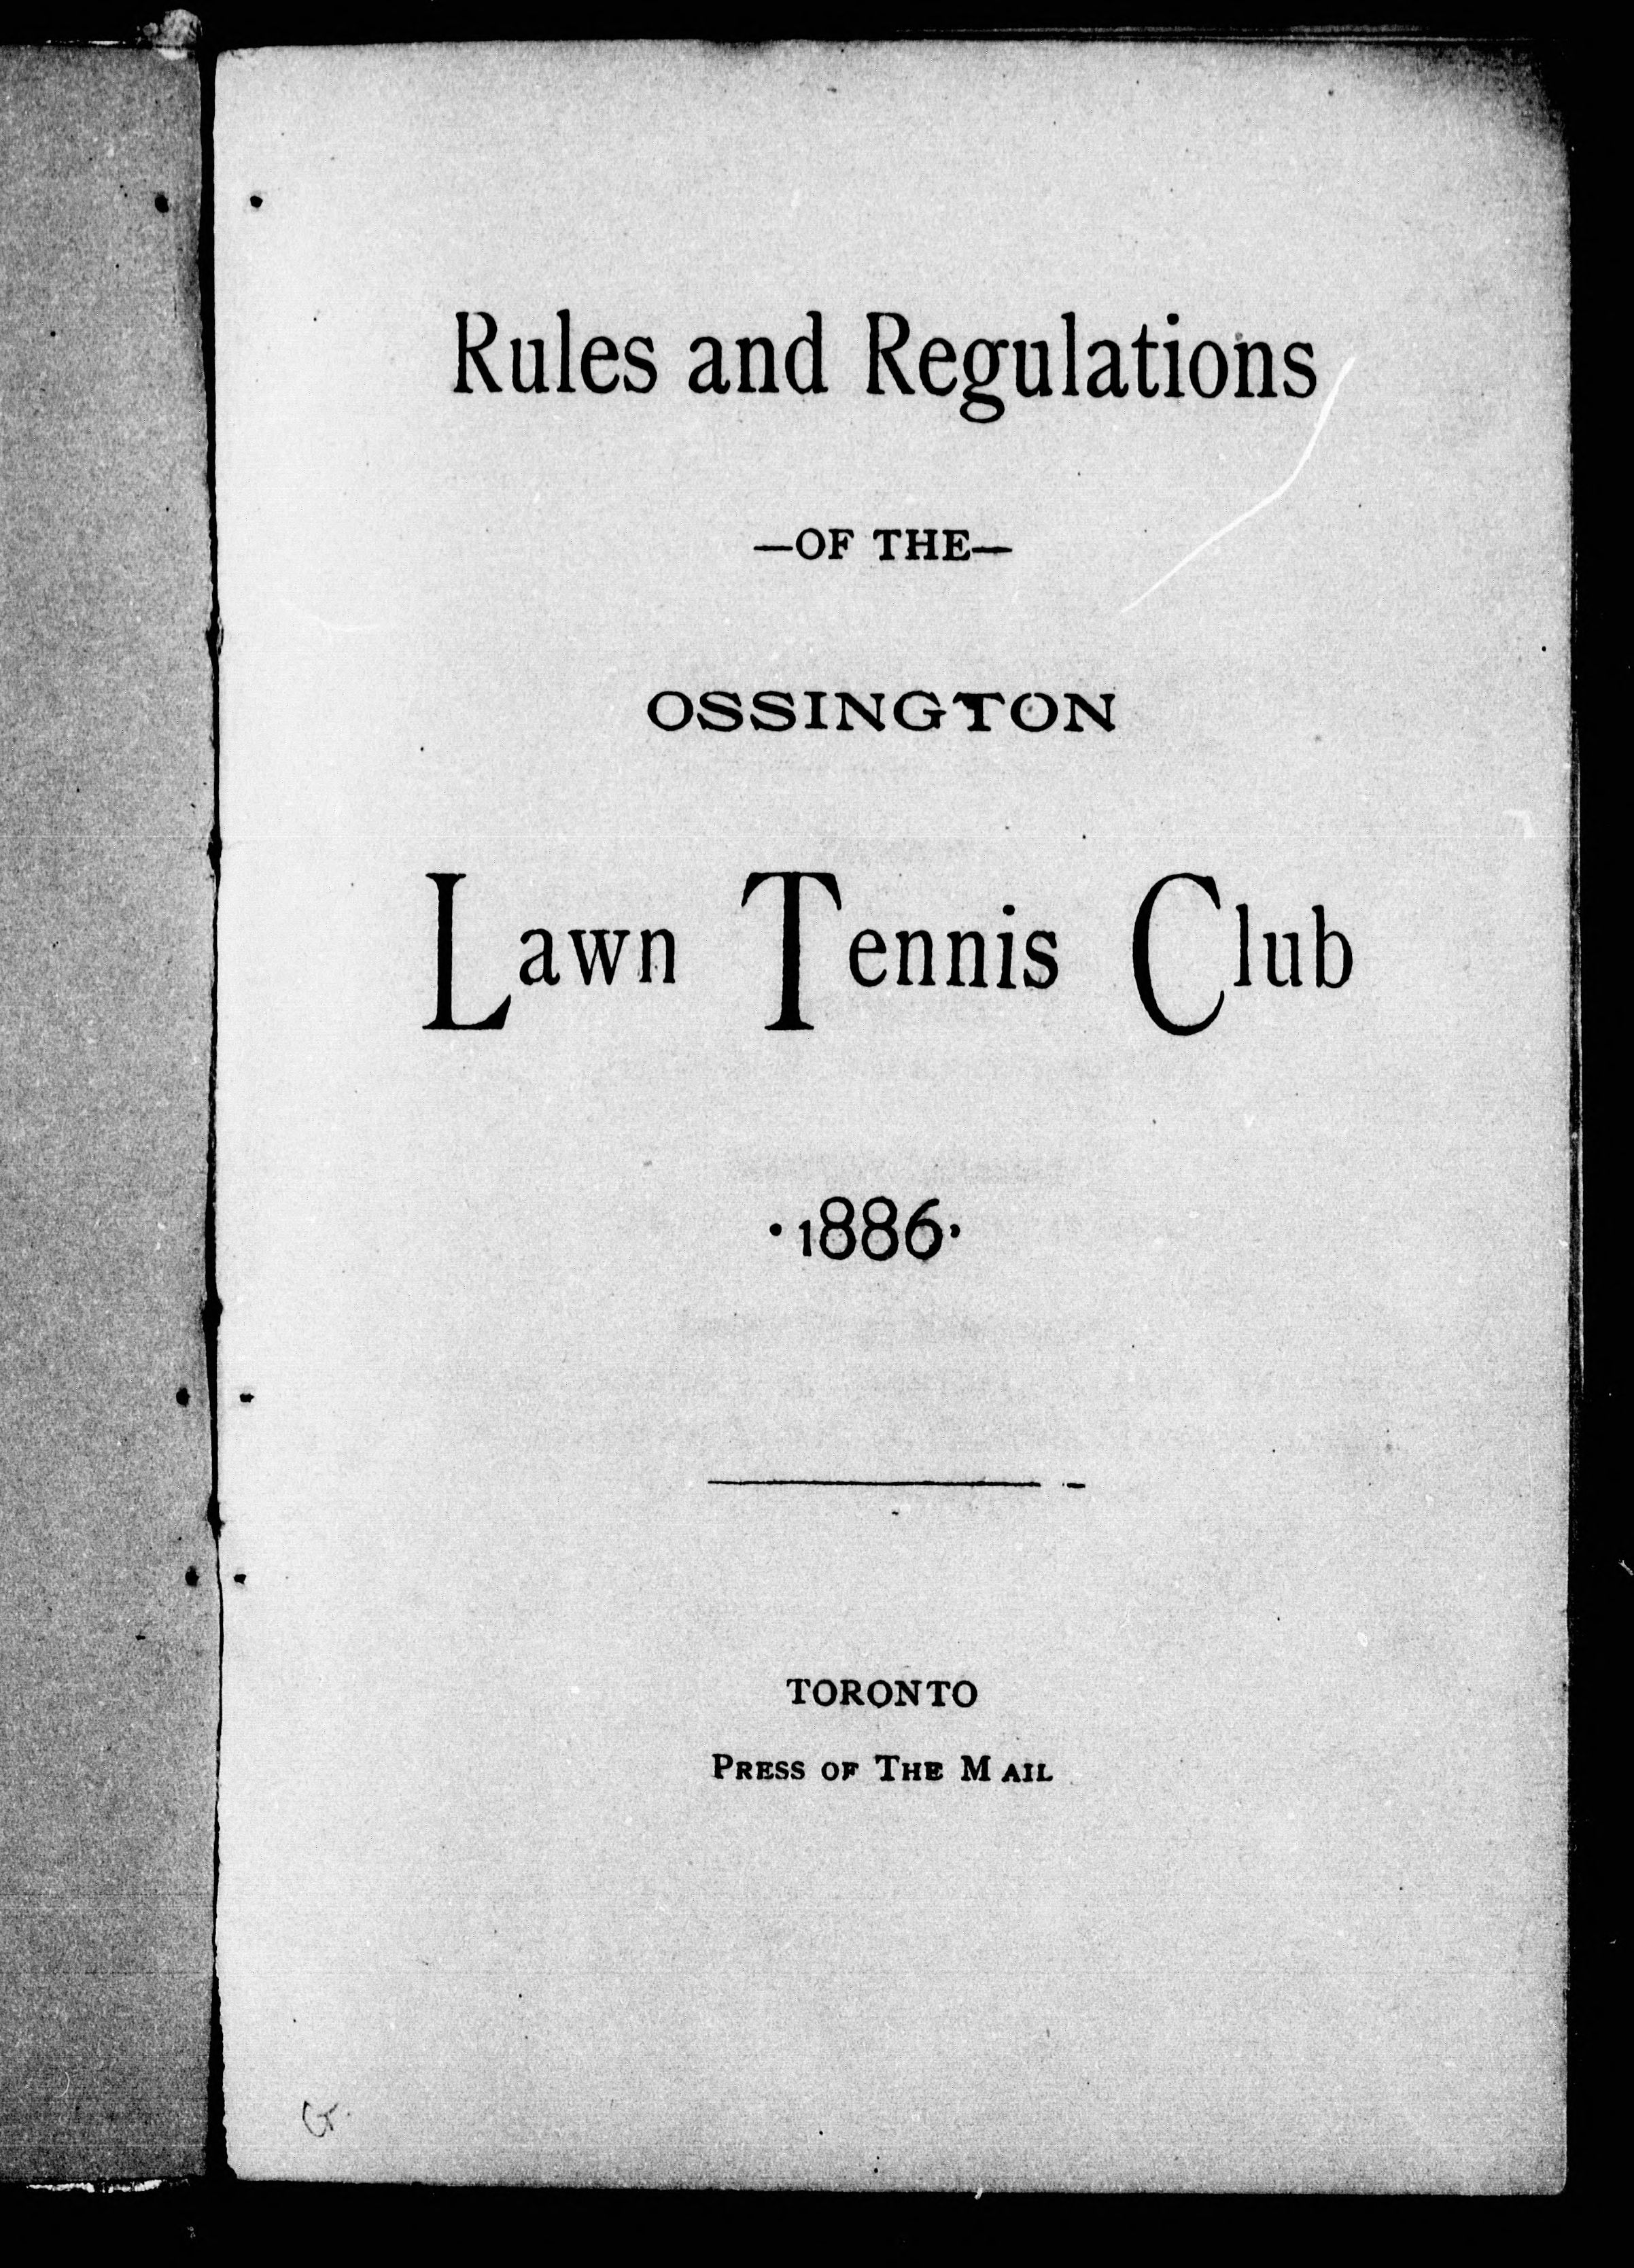 Rules and Regulations
—OF THE—
OSSINGTON
Lawn Tennis Club
·1886·
TORONTO
PRESS OF THE MAIL